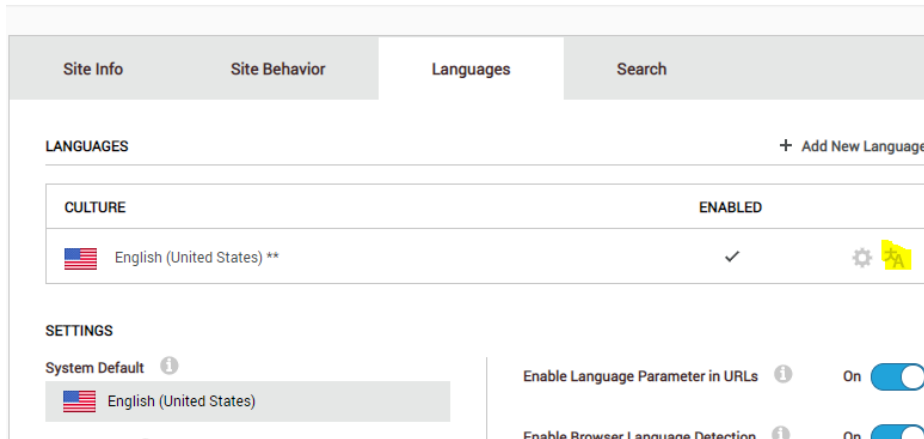 Site Info Site Behavior Languages Search
LANGUAGES + Add New Language
CULTURE ENABLED
English (United States) **
SETTINGS
System Default
English (United States)
Enable Language Parameter in URLs On
Enable Browser Language Detection On